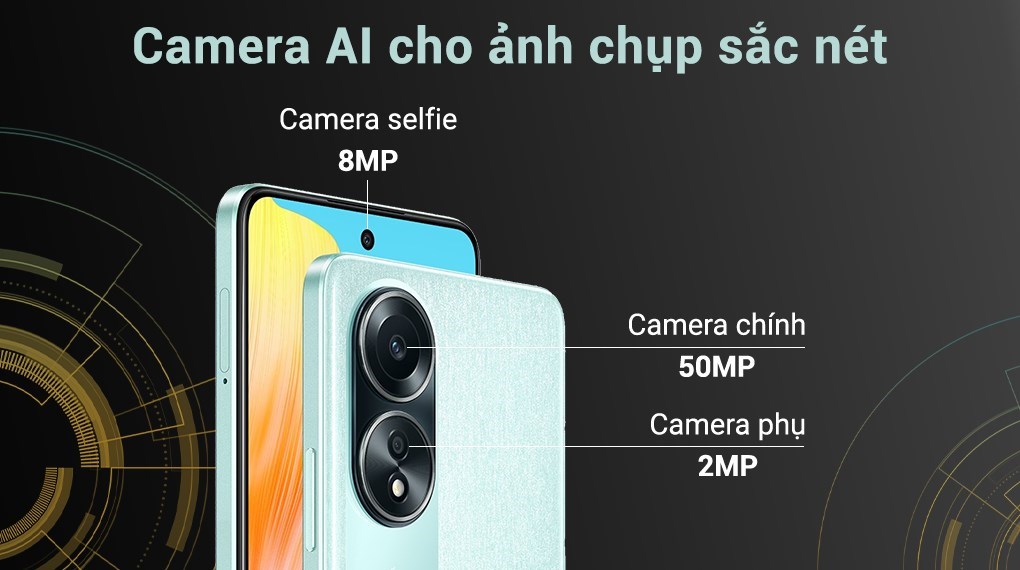 Camera AI cho ảnh chụp sắc nét
Camera selfie
8MP
Camera chính
50MP
Camera phụ
2MP